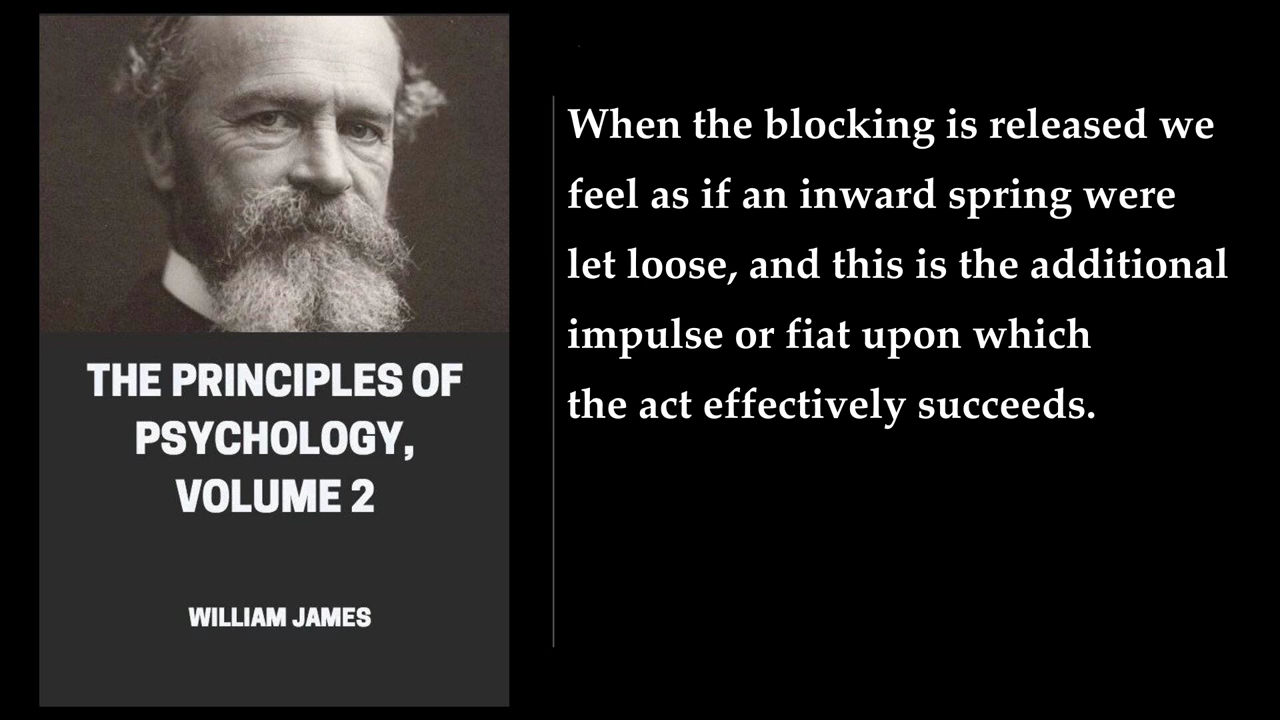 THE PRINCIPLES OF
PSYCHOLOGY,
VOLUME 2
WILLIAM JAMES
When the blocking is released we
feel as if an inward spring were
let loose, and this is the additional
impulse or fiat upon which
the act effectively succeeds.